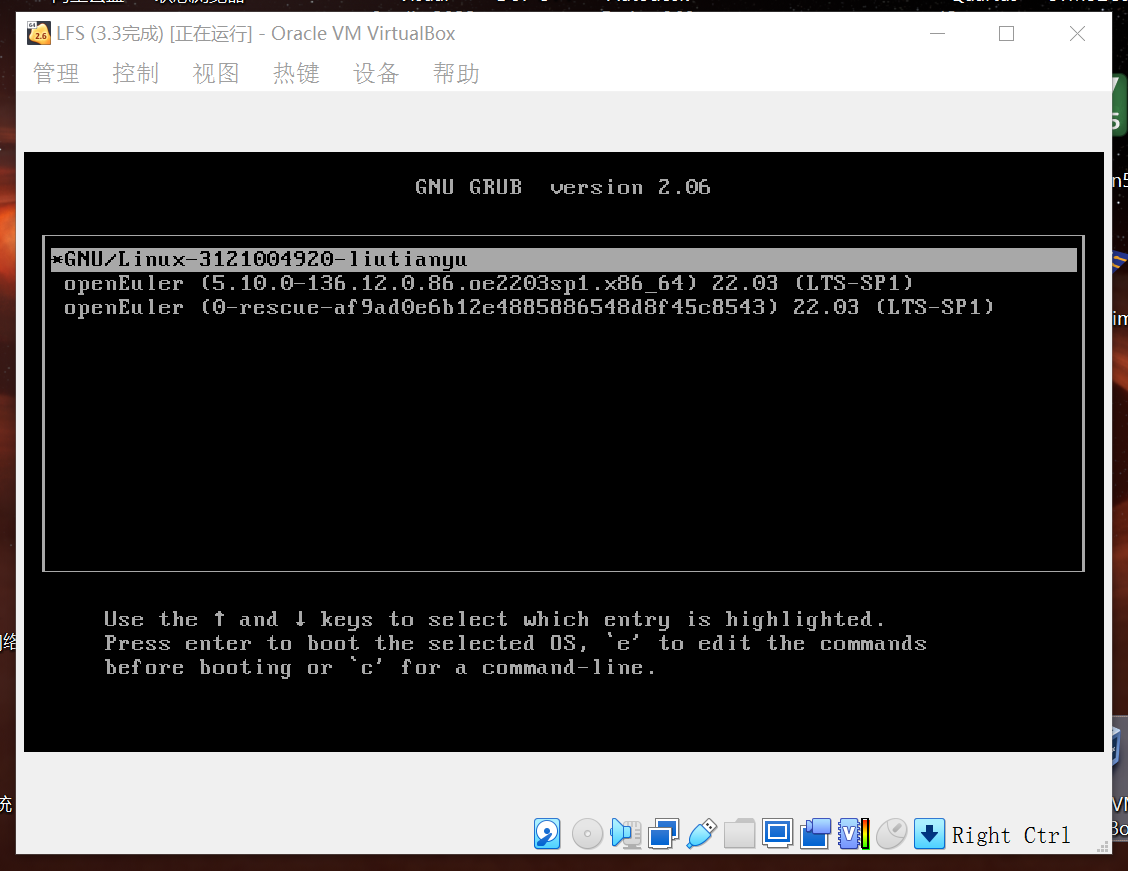 LFS (3.3完成) [正在运行] - Oracle VM VirtualBox
管理 控制 视图 热键 设备 帮助
GNU GRUB version 2.06
*GNU/Linux-3121004920-liutianyu
openEuler (5.10.0-136.12.0.86.oe2203sp1.x86_64) 22.03 (LTS-SP1)
openEuler (0-rescue-af9ad0e6b12e4885886548d8f45c8543) 22.03 (LTS-SP1)
Use the ↑ and ↓ keys to select which entry is highlighted.
Press enter to boot the selected OS, `e' to edit the commands
before booting or `c' for a command-line.
Right Ctrl